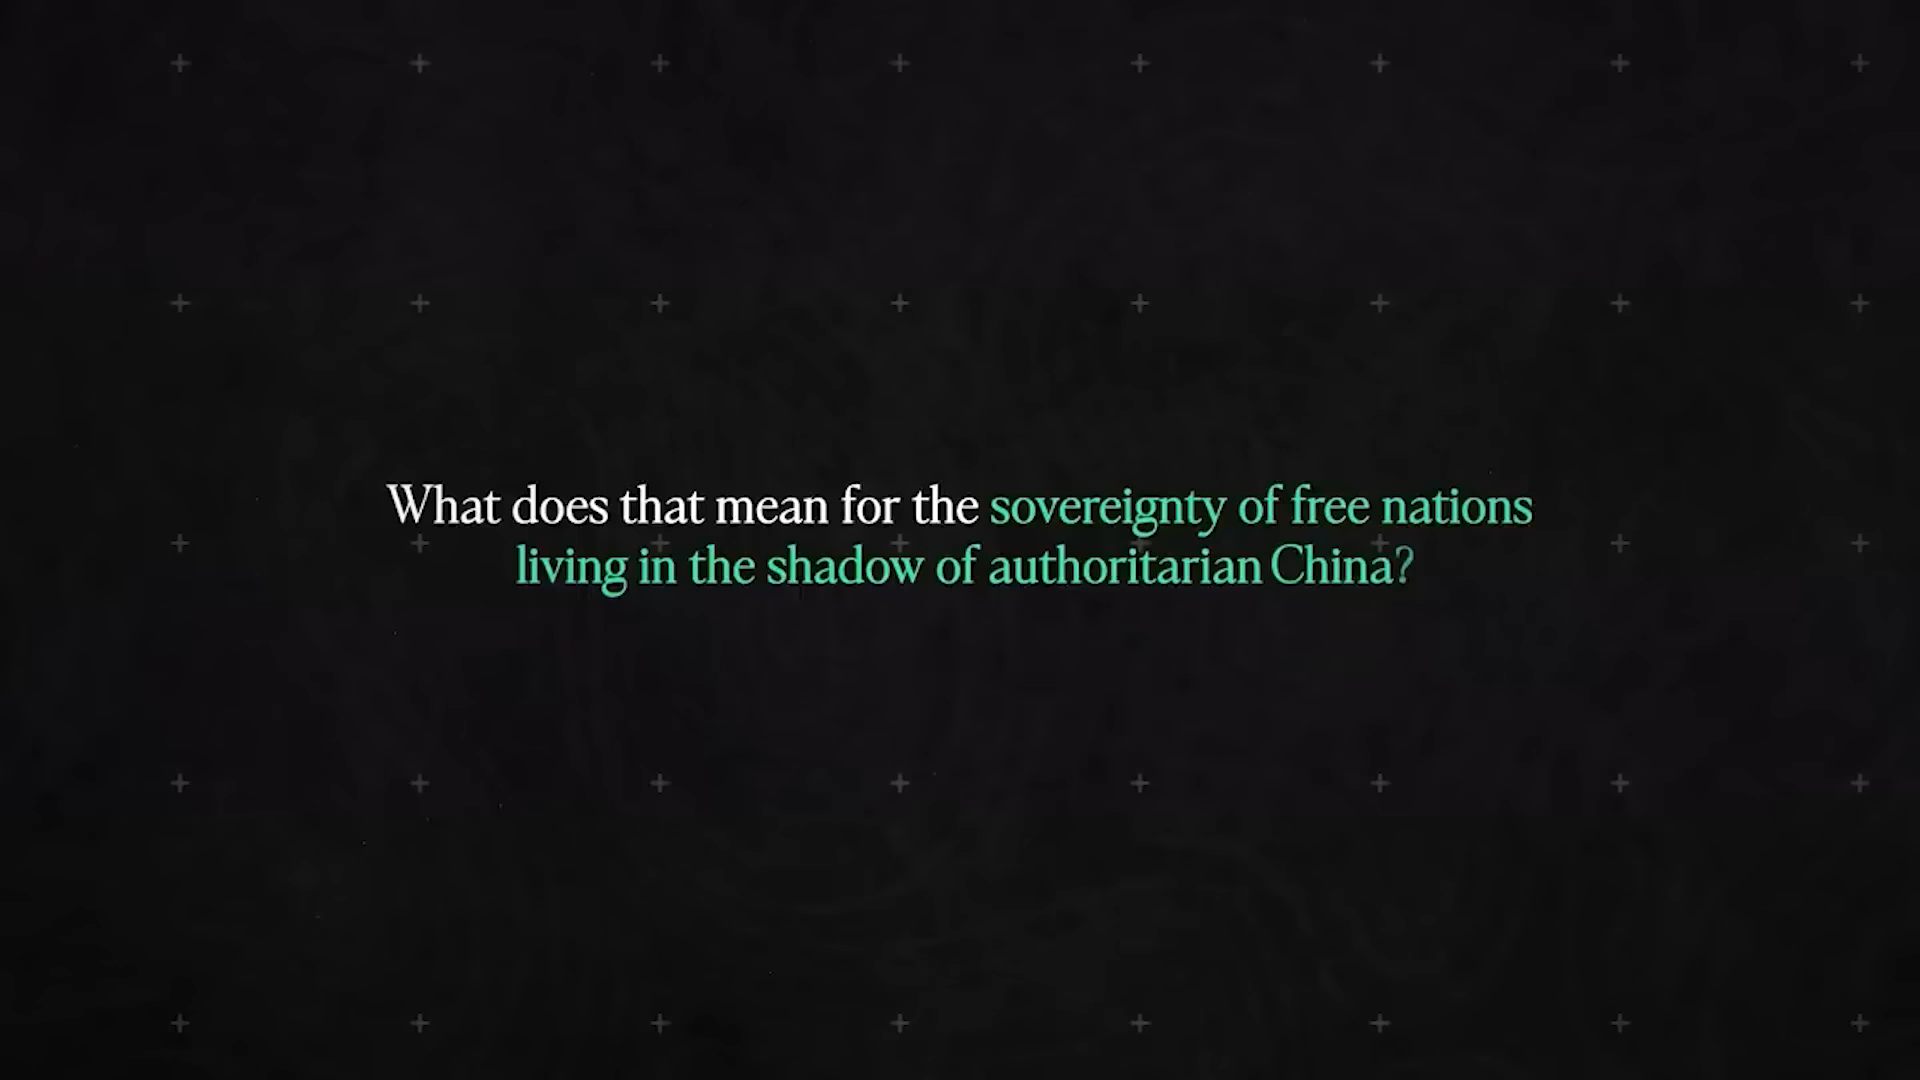 What does that mean for the sovereignty of free nations
living in the shadow of authoritarian China?